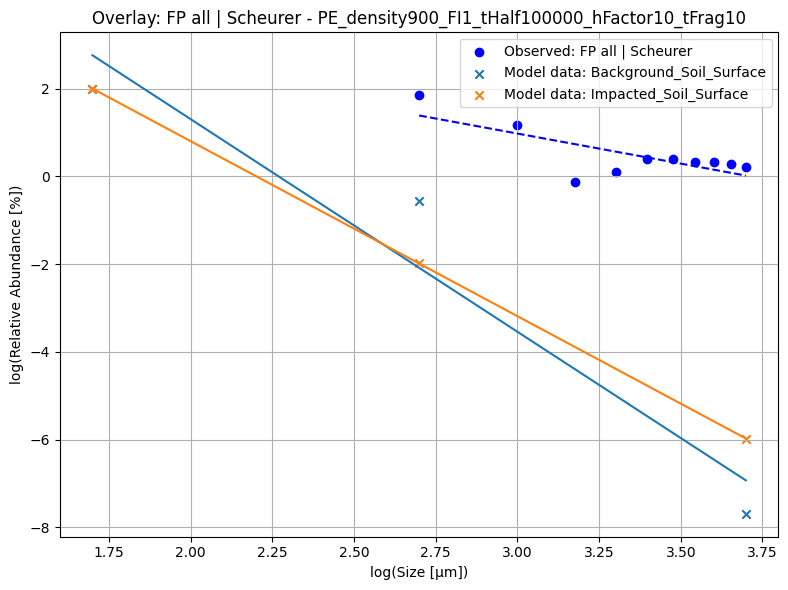 Overlay: FP all | Scheurer - PE_density900_FI1_tHalf100000_hFactor10_tFrag10
Observed: FP all | Scheurer
Model data: Background_Soil_Surface
Model data: Impacted_Soil_Surface
log(Relative Abundance [%])
2
0
−2
−4
−6
−8
1.75
2.00
2.25
2.50
2.75
3.00
3.25
3.50
3.75
log(Size [μm])